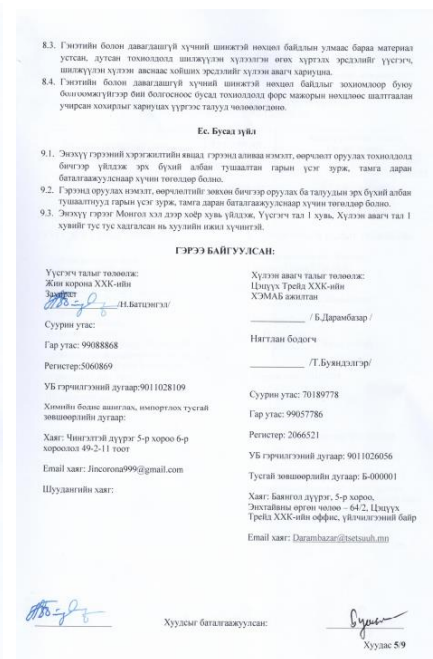 8.3. Гэнэтийн болон давагдашгүй хүчний шинжтэй нөхцөл байдлын улмаас бараа материал
устсан, дутсан тохиолдолд шилжүүлэн хүлээлгэн өгөх хүртэлх эрсдэлийг үүсгэгч,
шилжүүлэн хүлээн авснаас хойшиx эрсдэлийг хүлээн авагч хариуцна.
8.4. Гэнэтийн болон давагдашгүй хүчний шинжтэй нөхцөл байдлыг зохиомлоор буюу
болгоомжгүйгээр бий болгосноос бусад тохиолдолд форс мажорын нөхцлөөс шалтгаалан
учирсан хохирлыг хариуцах үүргээс талууд чөлөөлөгдөнө.
Ес. Бусад зүйл
9.1. Энэхүү гэрээний хэрэгжилтийн явцад гэрээнд аливаа нэмэлт, өөрчлөлт оруулах тохиолдолд
бичгээр үйлдэж эрх бүхий албан тушаалтан гарын үсэг зурж, тамга даран
баталгаажуулснаар хүчин төгөлдөр болно.
9.2. Гэрээнд оруулах нэмэлт, өөрчлөлтийг зөвхөн бичгээр оруулах ба талуудын эрх бүхий албан
тушаалтнууд гарын үсэг зурж, тамга даран баталгаажуулснаар хүчин төгөлдөр болно.
9.3. Энэхүү гэрээг Монгол хэл дээр хоёр хувь үйлдэж, Үүсгэгч тал 1 хувь, Хүлээн авагч тал 1
хувийг тус тус хадгалсан нь хуулийн ижил хүчинтэй.
ГЭРЭЭ БАЙГУУЛСАН:
Үүсгэгч талыг төлөөлж:
Жин корона ХХК-ийн
Захирал
/Н.Батцэнгэл/
Суурин утас:
Гар утас: 99088868
Регистер:5060869
УБ гэрчилгээний дугаар:9011028109
Химийн бодис ашиглах, импортлох тусгай
зөвшөөрлийн дугаар:
Хаяг: Чингэлтэй дүүрэг 5-р хороо 6-р
хороолол 49-2-11 тоот
Email хаяг: Jincorona999@gmail.com
Шуудангийн хаяг:
Хүлээн авагч талыг төлөөлж:
Цэцүүх Трейд ХХК-ийн
ХЭМАБ ажилтан
/ Б.Дарамбазар /
Нягтлан бодогч
/Т.Буяндэлгэр/
Суурин утас: 70189778
Гар утас: 99057786
Регистер: 2066521
УБ гэрчилгээний дугаар: 9011026056
Тусгай зөвшөөрлийн дугаар: Б-000001
Хаяг: Баянгол дүүрэг, 5-р хороо,
Энхтайваны өргөн чөлөө – 64/2, Цэцүүх
Трейд ХХК-ийн оффис, үйлчилгээний байр
Email хаяг: Darambazar@tsetsuuh.mn
Хуудсыг баталгаажуулсан:
Хуудас 5/9